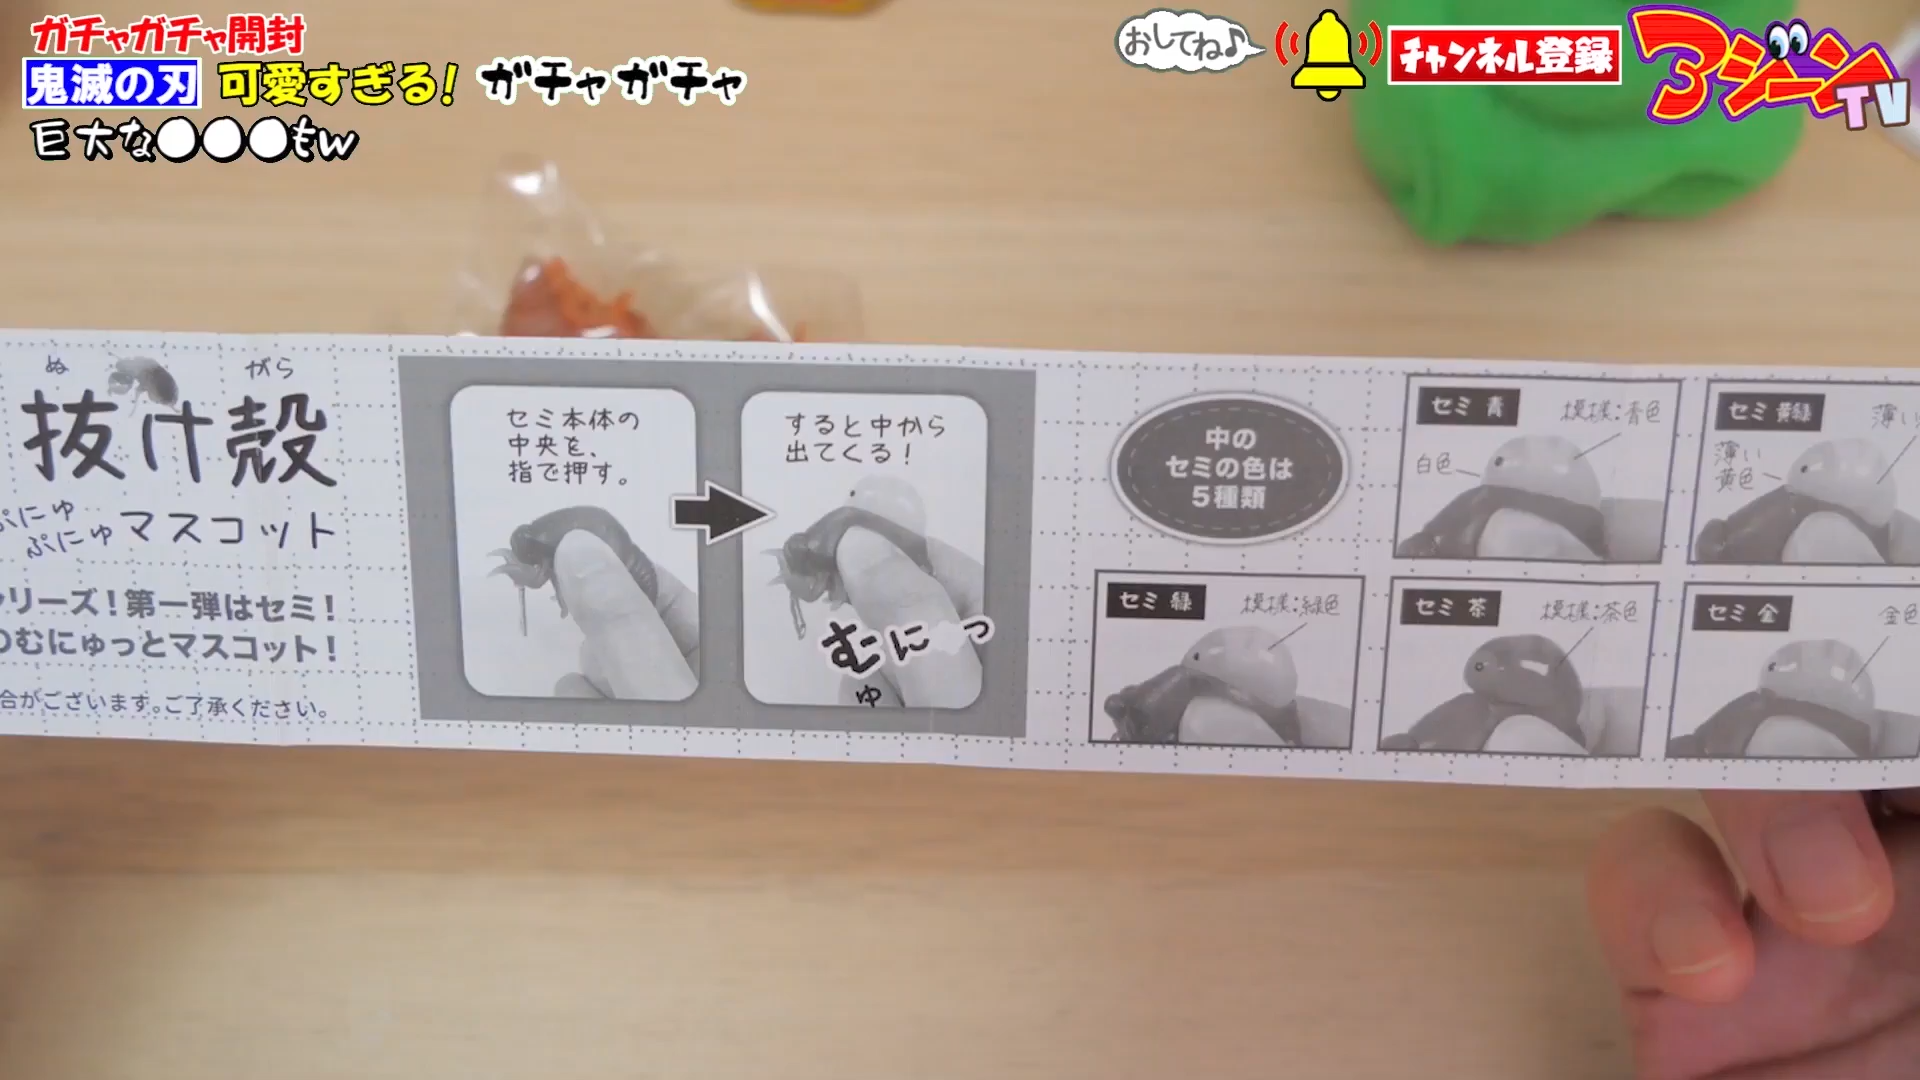 ガチャガチャ開封
鬼滅の刃 可愛すぎる! ガチャガチャ
巨大な●●●もw
おしてね♪
チャンネル登録
アジーンTV
ぬ がら
抜け殻
ぷにゅ
ぷにゅ マスコット
リーズ！第一弾はセミ！
むにゅっとマスコット！
合がございます。ご了承ください。
セミ本体の
中央を、
指で押す。
すると中から
出てくる！
むにゅっ
中の
セミの色は
5種類
セミ 青
模様：青色
白色
セミ 黄緑
薄い
薄い
黄色
セミ 緑
模様：緑色
セミ 茶
模様：茶色
セミ 金
金色